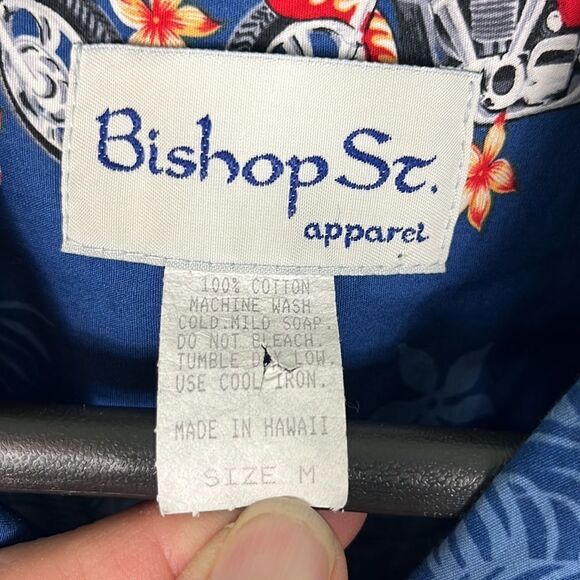 Bishop St.
apparel
100% COTTON
MACHINE WASH
COLD.MILD SOAP.
DO NOT BLEACH.
TUMBLE DRY LOW.
USE COOL IRON.
MADE IN HAWAII
SIZE M